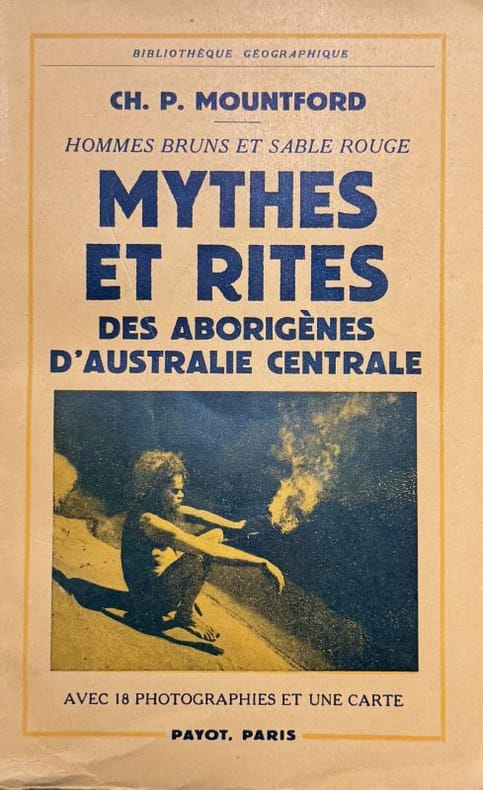 BIBLIOTHÈQUE GÉOGRAPHIQUE
CH. P. MOUNTFORD
HOMMES BRUNS ET SABLE ROUGE
MYTHES
ET RITES
DES ABORIGÈNES
D'AUSTRALIE CENTRALE
AVEC 18 PHOTOGRAPHIES ET UNE CARTE
PAYOT, PARIS